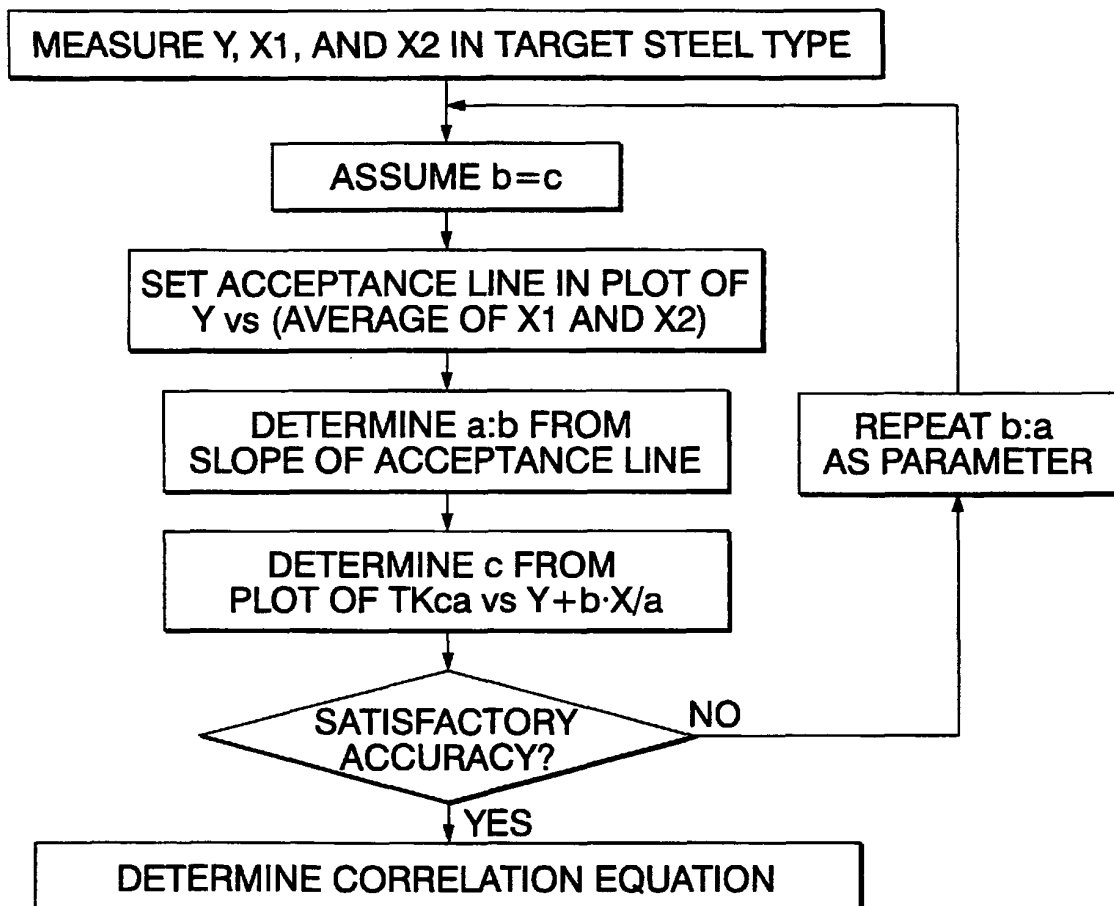 MEASURE Y, X1, AND X2 IN TARGET STEEL TYPE
ASSUME b=c
SET ACCEPTANCE LINE IN PLOT OF
Y vs (AVERAGE OF X1 AND X2)
DETERMINE a:b FROM
SLOPE OF ACCEPTANCE LINE
REPEAT b:a
AS PARAMETER
DETERMINE c FROM
PLOT OF TKca vs Y+b·X/a
SATISFACTORY
ACCURACY?
NO
YES
DETERMINE CORRELATION EQUATION